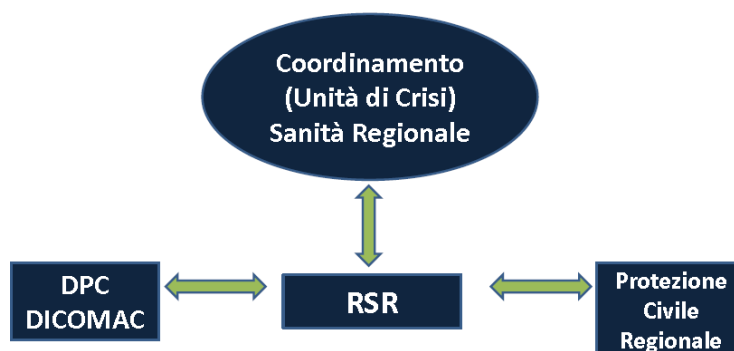 Coordinamento
(Unità di Crisi)
Sanità Regionale
DPC
DICOMAC
RSR
Protezione
Civile
Regionale